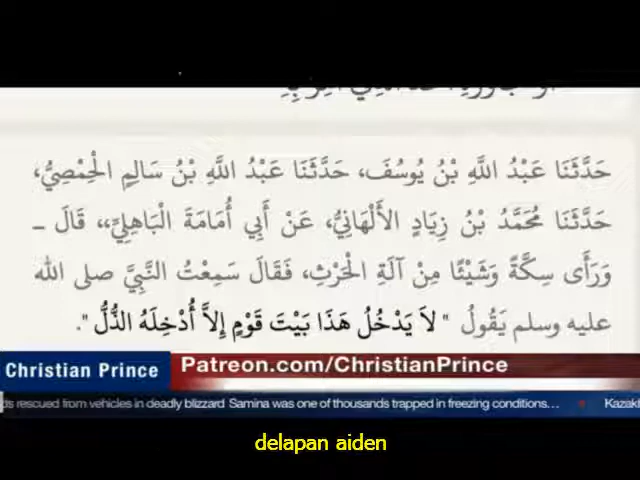 حَدَّثَنَا عَبْدُ اللَّهِ بْنُ يُوسُفَ، حَدَّثَنَا عَبْدُ اللَّهِ بْنُ سَالِمٍ الْحِمْصِيُّ،
حَدَّثَنَا مُحَمَّدُ بْنُ زِيَادٍ الأَلْهَانِيُّ، عَنْ أَبِي أُمَامَةَ الْبَاهِلِيِّ،، قَالَ ـ
وَرَأَى سِكَّةً وَشَيْئًا مِنْ آلَةِ الْحَرْثِ، فَقَالَ سَمِعْتُ النَّبِيَّ صلى الله
عليه وسلم يَقُولُ " لاَ يَدْخُلُ هَذَا بَيْتَ قَوْمٍ إِلاَّ أُدْخِلَهُ الذُّلُّ ".
Christian Prince
Patreon.com/ChristianPrince
rescued from vehicles in deadly blizzard Samina was one of thousands trapped in freezing conditions...
delapan aiden